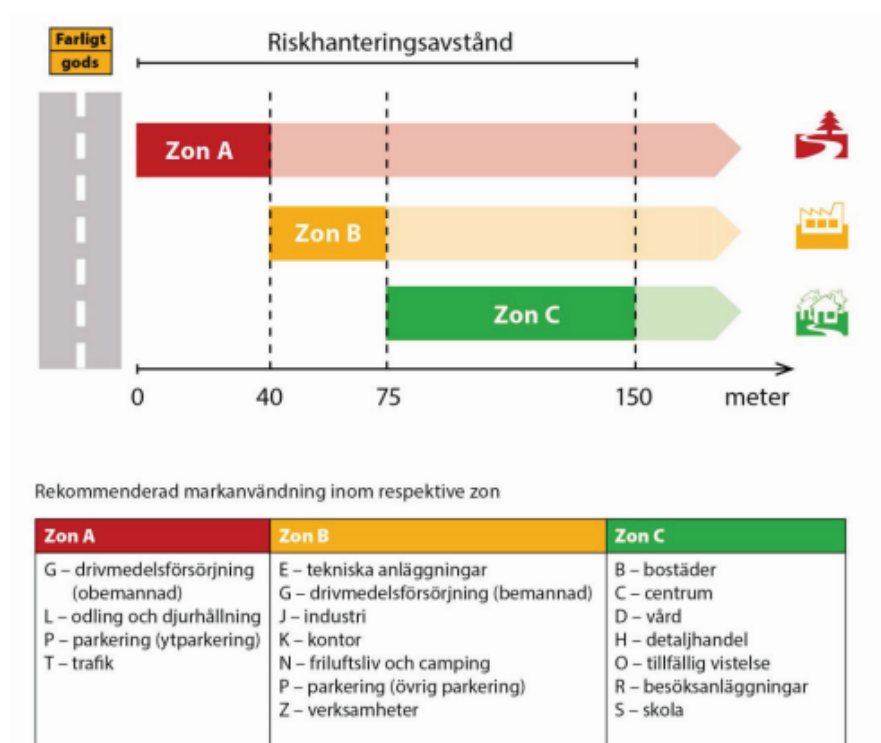 Farligt
gods
Riskhanteringsavstånd
Zon A
Zon B
Zon C
0 40 75 150 meter
Rekommenderad markanvändning inom respektive zon
Zon A
G – drivmedelsförsörjning
(obemannad)
L – odling och djurhållning
P – parkering (ytparkering)
T – trafik
Zon B
E – tekniska anläggningar
G – drivmedelsförsörjning (bemannad)
J – industri
K – kontor
N – friluftsliv och camping
P – parkering (övrig parkering)
Z – verksamheter
Zon C
B – bostäder
C – centrum
D – vård
H – detaljhandel
O – tillfällig vistelse
R – besöksanläggningar
S – skola